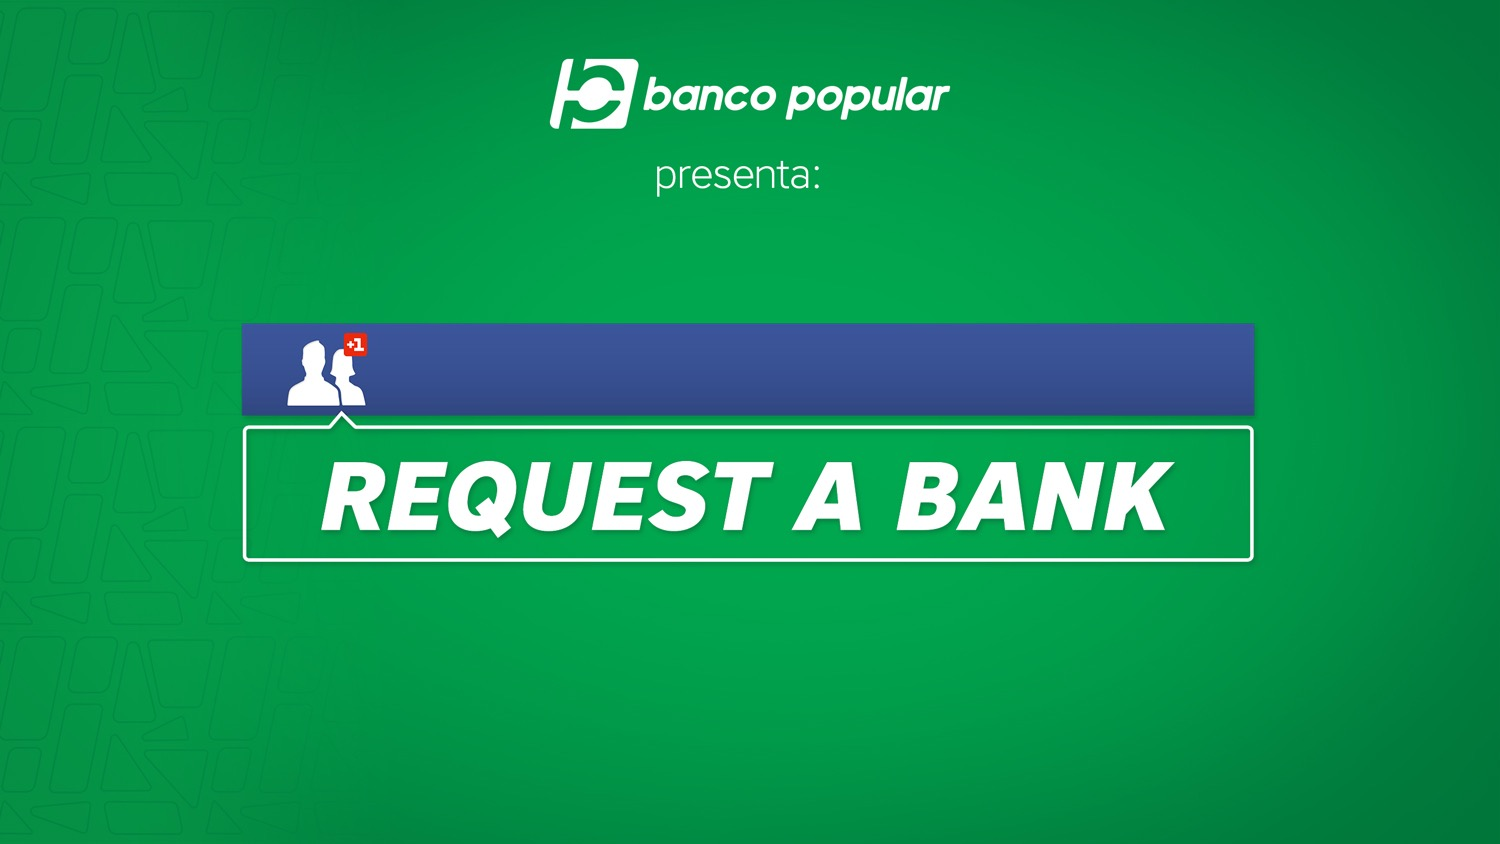 banco popular
presenta:
+1
REQUEST A BANK